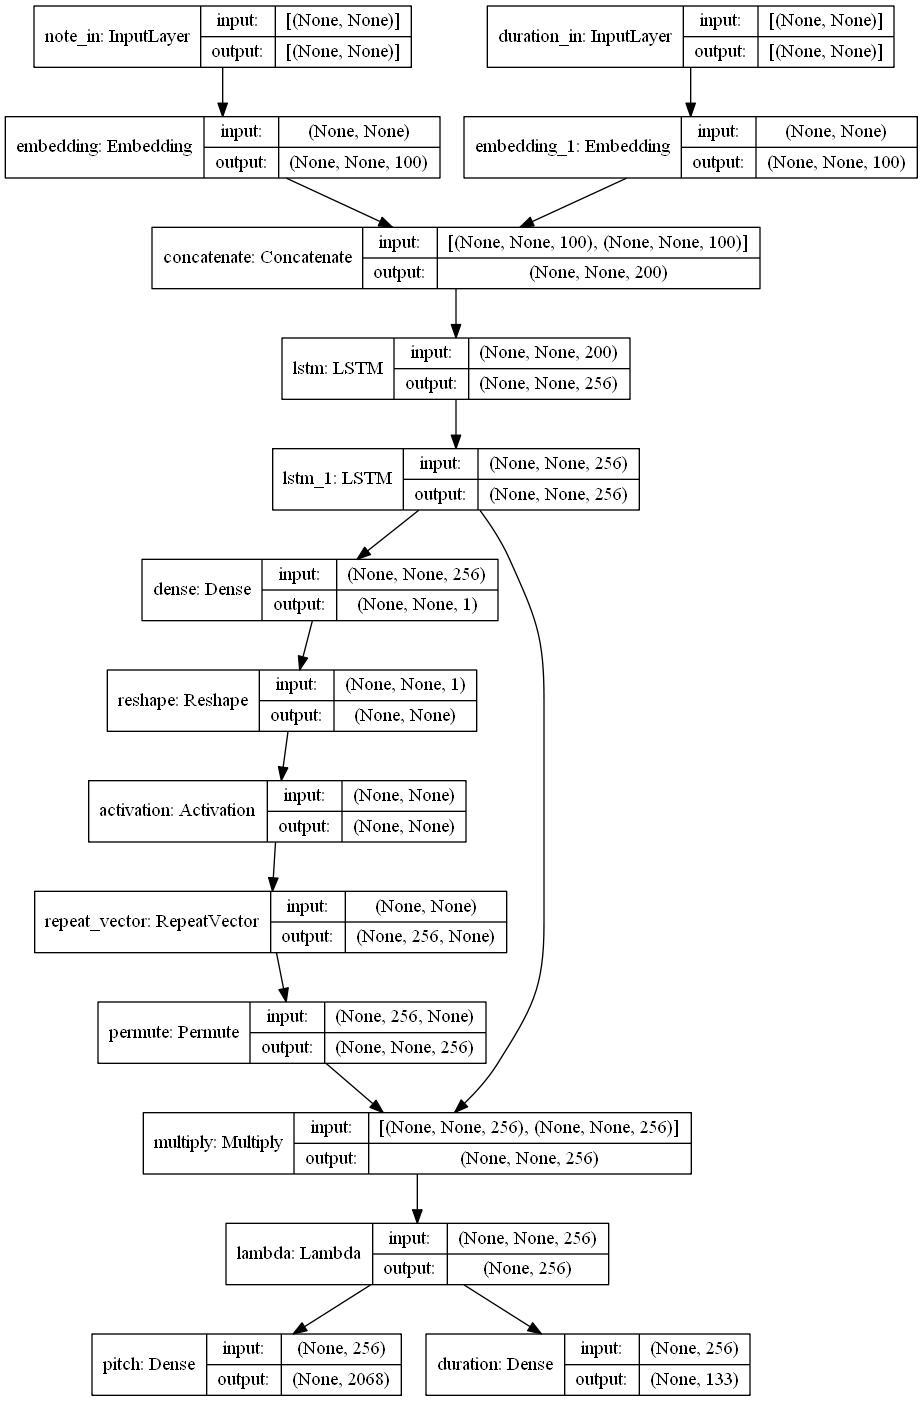 note_in: InputLayer
input: [(None, None)]
output: [(None, None)]
duration_in: InputLayer
input: [(None, None)]
output: [(None, None)]
embedding: Embedding
input: (None, None)
output: (None, None, 100)
embedding_1: Embedding
input: (None, None)
output: (None, None, 100)
concatenate: Concatenate
input: [(None, None, 100), (None, None, 100)]
output: (None, None, 200)
lstm: LSTM
input: (None, None, 200)
output: (None, None, 256)
lstm_1: LSTM
input: (None, None, 256)
output: (None, None, 256)
dense: Dense
input: (None, None, 256)
output: (None, None, 1)
reshape: Reshape
input: (None, None, 1)
output: (None, None)
activation: Activation
input: (None, None)
output: (None, None)
repeat_vector: RepeatVector
input: (None, None)
output: (None, 256, None)
permute: Permute
input: (None, 256, None)
output: (None, None, 256)
multiply: Multiply
input: [(None, None, 256), (None, None, 256)]
output: (None, None, 256)
lambda: Lambda
input: (None, None, 256)
output: (None, 256)
pitch: Dense
input: (None, 256)
output: (None, 2068)
duration: Dense
input: (None, 256)
output: (None, 133)